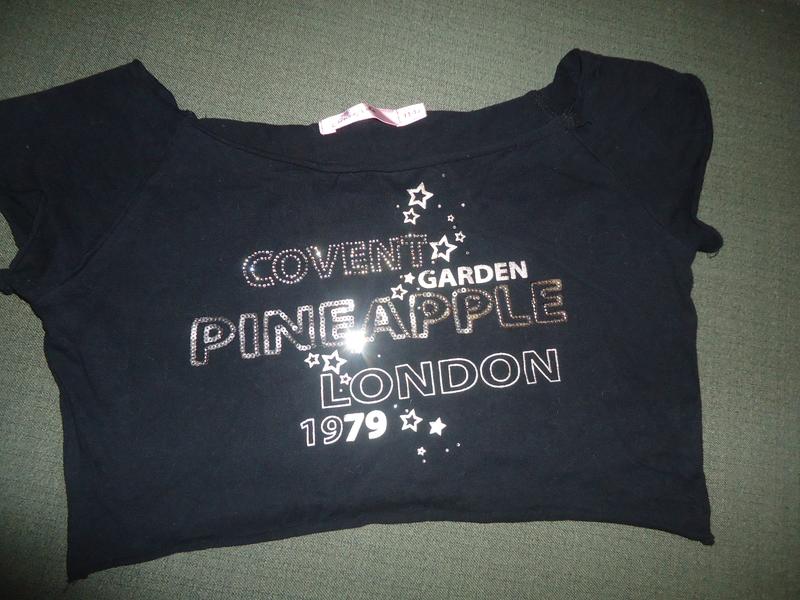 COVENT
GARDEN
PINEAPPLE
LONDON
1979